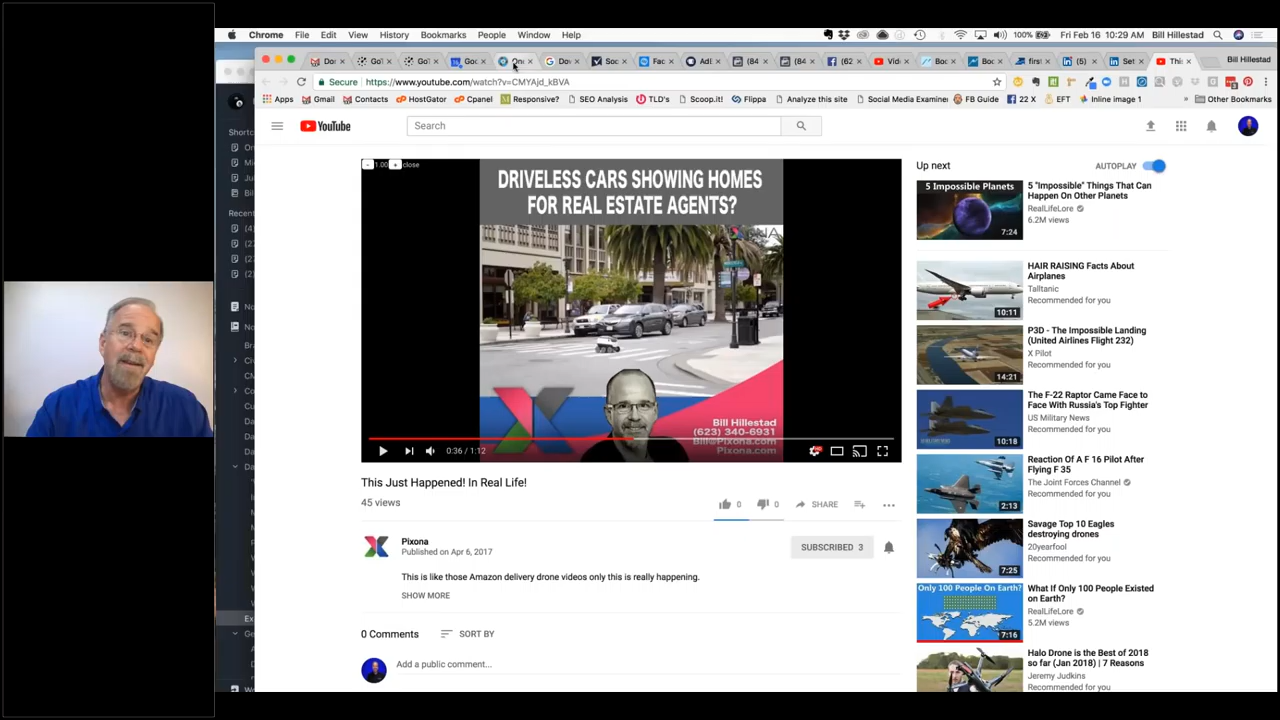 Chrome File Edit View History Bookmarks People Window Help
100% Fri Feb 16 10:29 AM Bill Hillestad
Bill Hillestad
Secure https://www.youtube.com/watch?v=CMYAjd_kBVA
Apps Gmail Contacts HostGator Cpanel Responsive? SEO Analysis TLD's Scoop.it! Flippa Analyze this site Social Media Examiner FB Guide 22 X EFT Inline image 1 » Other Bookmarks
YouTube
Search
1.00 close
DRIVELESS CARS SHOWING HOMES
FOR REAL ESTATE AGENTS?
Bill Hillestad
(623) 340-6931
Bill@Pixona.com
Pixona.com
0:36 / 1:12
This Just Happened! In Real Life!
45 views
0 0 SHARE
Pixona
Published on Apr 6, 2017
SUBSCRIBED 3
This is like those Amazon delivery drone videos only this is really happening.
SHOW MORE
0 Comments SORT BY
Add a public comment...
Up next
AUTOPLAY
5 Impossible Planets
7:24
5 "Impossible" Things That Can
Happen On Other Planets
RealLifeLore
6.2M views
10:11
HAIR RAISING Facts About
Airplanes
Talltanic
Recommended for you
14:21
P3D - The Impossible Landing
(United Airlines Flight 232)
X Pilot
Recommended for you
10:18
The F-22 Raptor Came Face to
Face With Russia's Top Fighter
US Military News
Recommended for you
2:13
Reaction Of A F 16 Pilot After
Flying F 35
The Joint Forces Channel
Recommended for you
7:25
Savage Top 10 Eagles
destroying drones
20yearfool
Recommended for you
Only 100 People On Earth?
7:16
What If Only 100 People Existed
on Earth?
RealLifeLore
5.2M views
Halo Drone is the Best of 2018
so far (Jan 2018) | 7 Reasons
Jeremy Judkins
Recommended for you